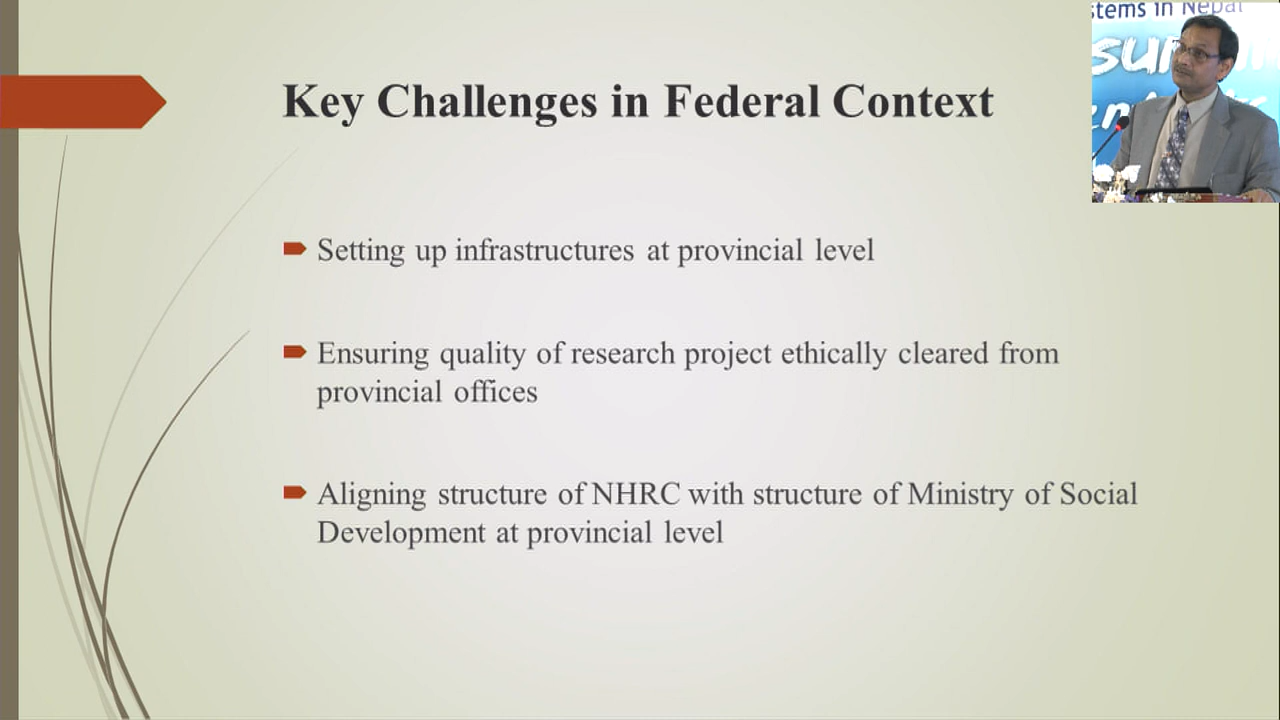 Key Challenges in Federal Context
Setting up infrastructures at provincial level
Ensuring quality of research project ethically cleared from
provincial offices
Aligning structure of NHRC with structure of Ministry of Social
Development at provincial level
stems in Nepal